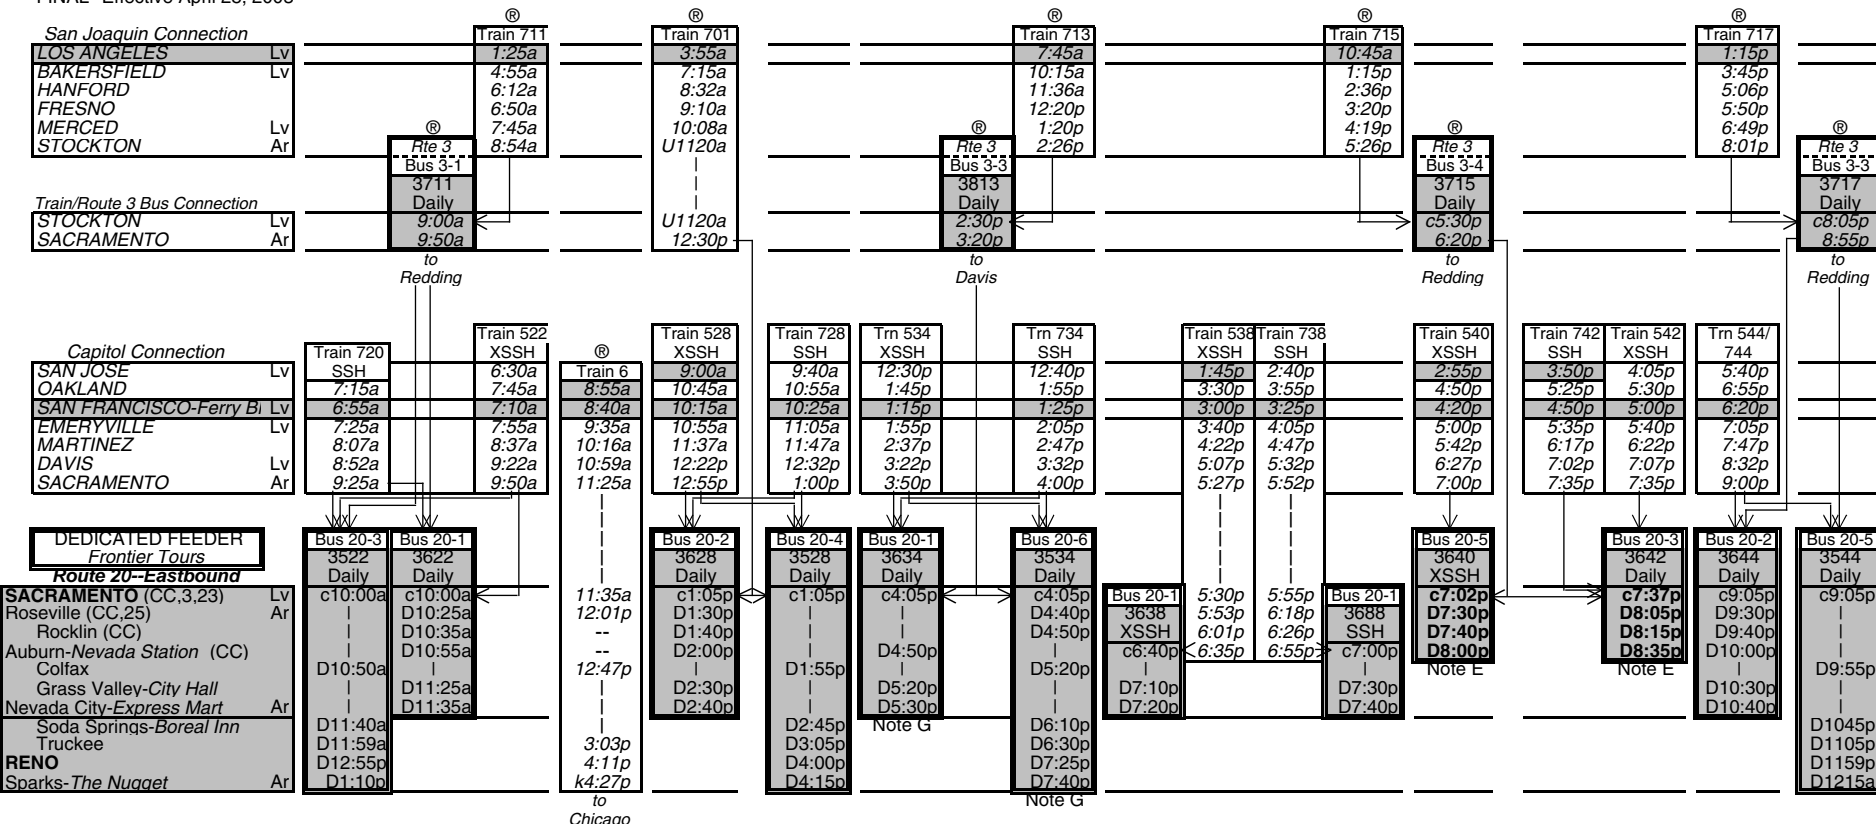 FINAL--Effective April 28, 2008
® ® ® ® ®
San Joaquin Connection Train 711 Train 701 Train 713 Train 715 Train 717
LOS ANGELES Lv 1:25a 3:55a 7:45a 10:45a 1:15p
BAKERSFIELD Lv 4:55a 7:15a 10:15a 1:15p 3:45p
HANFORD 6:12a 8:32a 11:36a 2:36p 5:06p
FRESNO 6:50a 9:10a 12:20p 3:20p 5:50p
MERCED Lv ® 7:45a 10:08a ® 1:20p 4:19p ® 6:49p ®
STOCKTON Ar Rte 3 8:54a U1120a Rte 3 2:26p 5:26p Rte 3 8:01p Rte 3
Bus 3-1 | Bus 3-3 Bus 3-4 Bus 3-3
3711 | 3813 3715 3717
Train/Route 3 Bus Connection Daily | Daily Daily Daily
STOCKTON Lv 9:00a U1120a 2:30p c5:30p c8:05p
SACRAMENTO Ar 9:50a 12:30p 3:20p 6:20p 8:55p
to to to to
Redding Davis Redding Redding
Train 522 Train 528 Train 728 Trn 534 Trn 734 Train 538 Train 738 Train 540 Train 742 Train 542 Trn 544/
Capitol Connection Train 720 XSSH ® XSSH SSH XSSH SSH XSSH SSH XSSH SSH XSSH 744
SAN JOSE Lv SSH 6:30a Train 6 9:00a 9:40a 12:30p 12:40p 1:45p 2:40p 2:55p 3:50p 4:05p 5:40p
OAKLAND 7:15a 7:45a 8:55a 10:45a 10:55a 1:45p 1:55p 3:30p 3:55p 4:50p 5:25p 5:30p 6:55p
SAN FRANCISCO-Ferry Bl Lv 6:55a 7:10a 8:40a 10:15a 10:25a 1:15p 1:25p 3:00p 3:25p 4:20p 4:50p 5:00p 6:20p
EMERYVILLE Lv 7:25a 7:55a 9:35a 10:55a 11:05a 1:55p 2:05p 3:40p 4:05p 5:00p 5:35p 5:40p 7:05p
MARTINEZ 8:07a 8:37a 10:16a 11:37a 11:47a 2:37p 2:47p 4:22p 4:47p 5:42p 6:17p 6:22p 7:47p
DAVIS Lv 8:52a 9:22a 10:59a 12:22p 12:32p 3:22p 3:32p 5:07p 5:32p 6:27p 7:02p 7:07p 8:32p
SACRAMENTO Ar 9:25a 9:50a 11:25a 12:55p 1:00p 3:50p 4:00p 5:27p 5:52p 7:00p 7:35p 7:35p 9:00p
DEDICATED FEEDER Bus 20-3 Bus 20-1 | Bus 20-2 Bus 20-4 Bus 20-1 Bus 20-6 | | Bus 20-5 Bus 20-3 Bus 20-2 Bus 20-5
Frontier Tours 3522 3622 | 3628 3528 3634 3534 | | 3640 3642 3644 3544
Route 20--Eastbound Daily Daily | Daily Daily Daily Daily | | XSSH Daily Daily Daily
SACRAMENTO (CC,3,23) Lv c10:00a c10:00a 11:35a c1:05p c1:05p c4:05p c4:05p Bus 20-1 5:30p 5:55p Bus 20-1 c7:02p c7:37p c9:05p c9:05p
Roseville (CC,25) Ar | D10:25a 12:01p D1:30p | | D4:40p 3638 5:53p 6:18p 3688 D7:30p D8:05p D9:30p |
Rocklin (CC) | D10:35a -- D1:40p | | D4:50p XSSH 6:01p 6:26p SSH D7:40p D8:15p D9:40p |
Auburn-Nevada Station (CC) | D10:55a -- D2:00p | D4:50p | c6:40p 6:35p 6:55p c7:00p D8:00p D8:35p D10:00p |
Colfax D10:50a | 12:47p | D1:55p | D5:20p | | Note E Note E | D9:55p
Grass Valley-City Hall | D11:25a | D2:30p | D5:20p | D7:10p D7:30p D10:30p |
Nevada City-Express Mart Ar | D11:35a | D2:40p | D5:30p | D7:20p D7:40p D10:40p |
Soda Springs-Boreal Inn D11:40a | D2:45p Note G D6:10p D1045p
Truckee D11:59a 3:03p D3:05p D6:30p D1105p
RENO D12:55p 4:11p D4:00p D7:25p D1159p
Sparks-The Nugget Ar D1:10p k4:27p D4:15p D7:40p D1215a
to Note G
Chicago